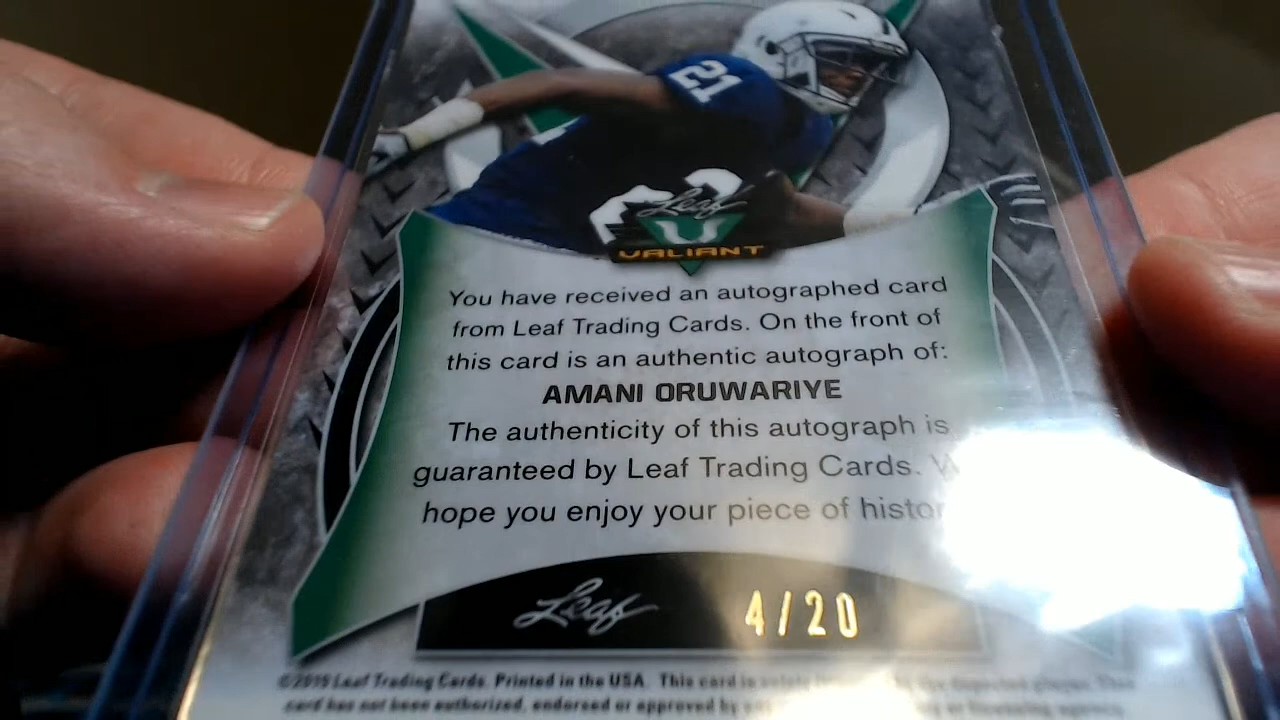 21
Leaf
VALIANT
You have received an autographed card
from Leaf Trading Cards. On the front of
this card is an authentic autograph of:
AMANI ORUWARIYE
The authenticity of this autograph is
guaranteed by Leaf Trading Cards.
hope you enjoy your piece of histor
Leaf
4/20
©2019 Leaf Trading Cards. Printed in the USA. This card is
card has not been authorized, endorsed or approved by